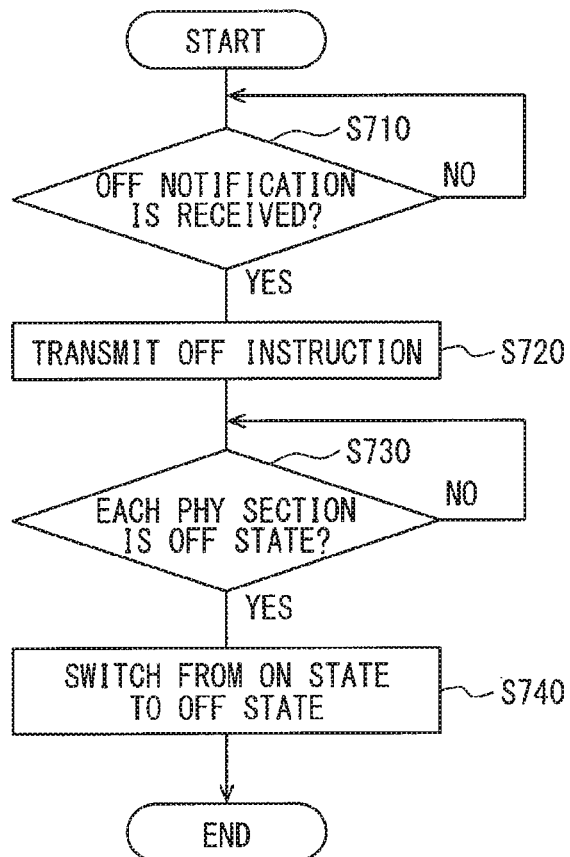 START
S710
OFF NOTIFICATION
IS RECEIVED?
NO
YES
TRANSMIT OFF INSTRUCTION
S720
S730
EACH PHY SECTION
IS OFF STATE?
NO
YES
SWITCH FROM ON STATE
TO OFF STATE
S740
END